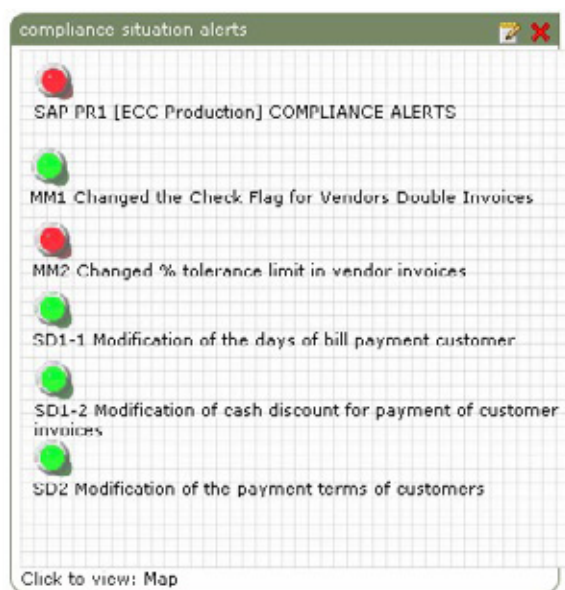 compliance situation alerts
SAP PR1 [ECC Production] COMPLIANCE ALERTS
MM1 Changed the Check Flag for Vendors Double Invoices
MM2 Changed % tolerance limit in vendor invoices
SD1-1 Modification of the days of bill payment customer
SD1-2 Modification of cash discount for payment of customer
invoices
SD2 Modification of the payment terms of customers
Click to view: Map